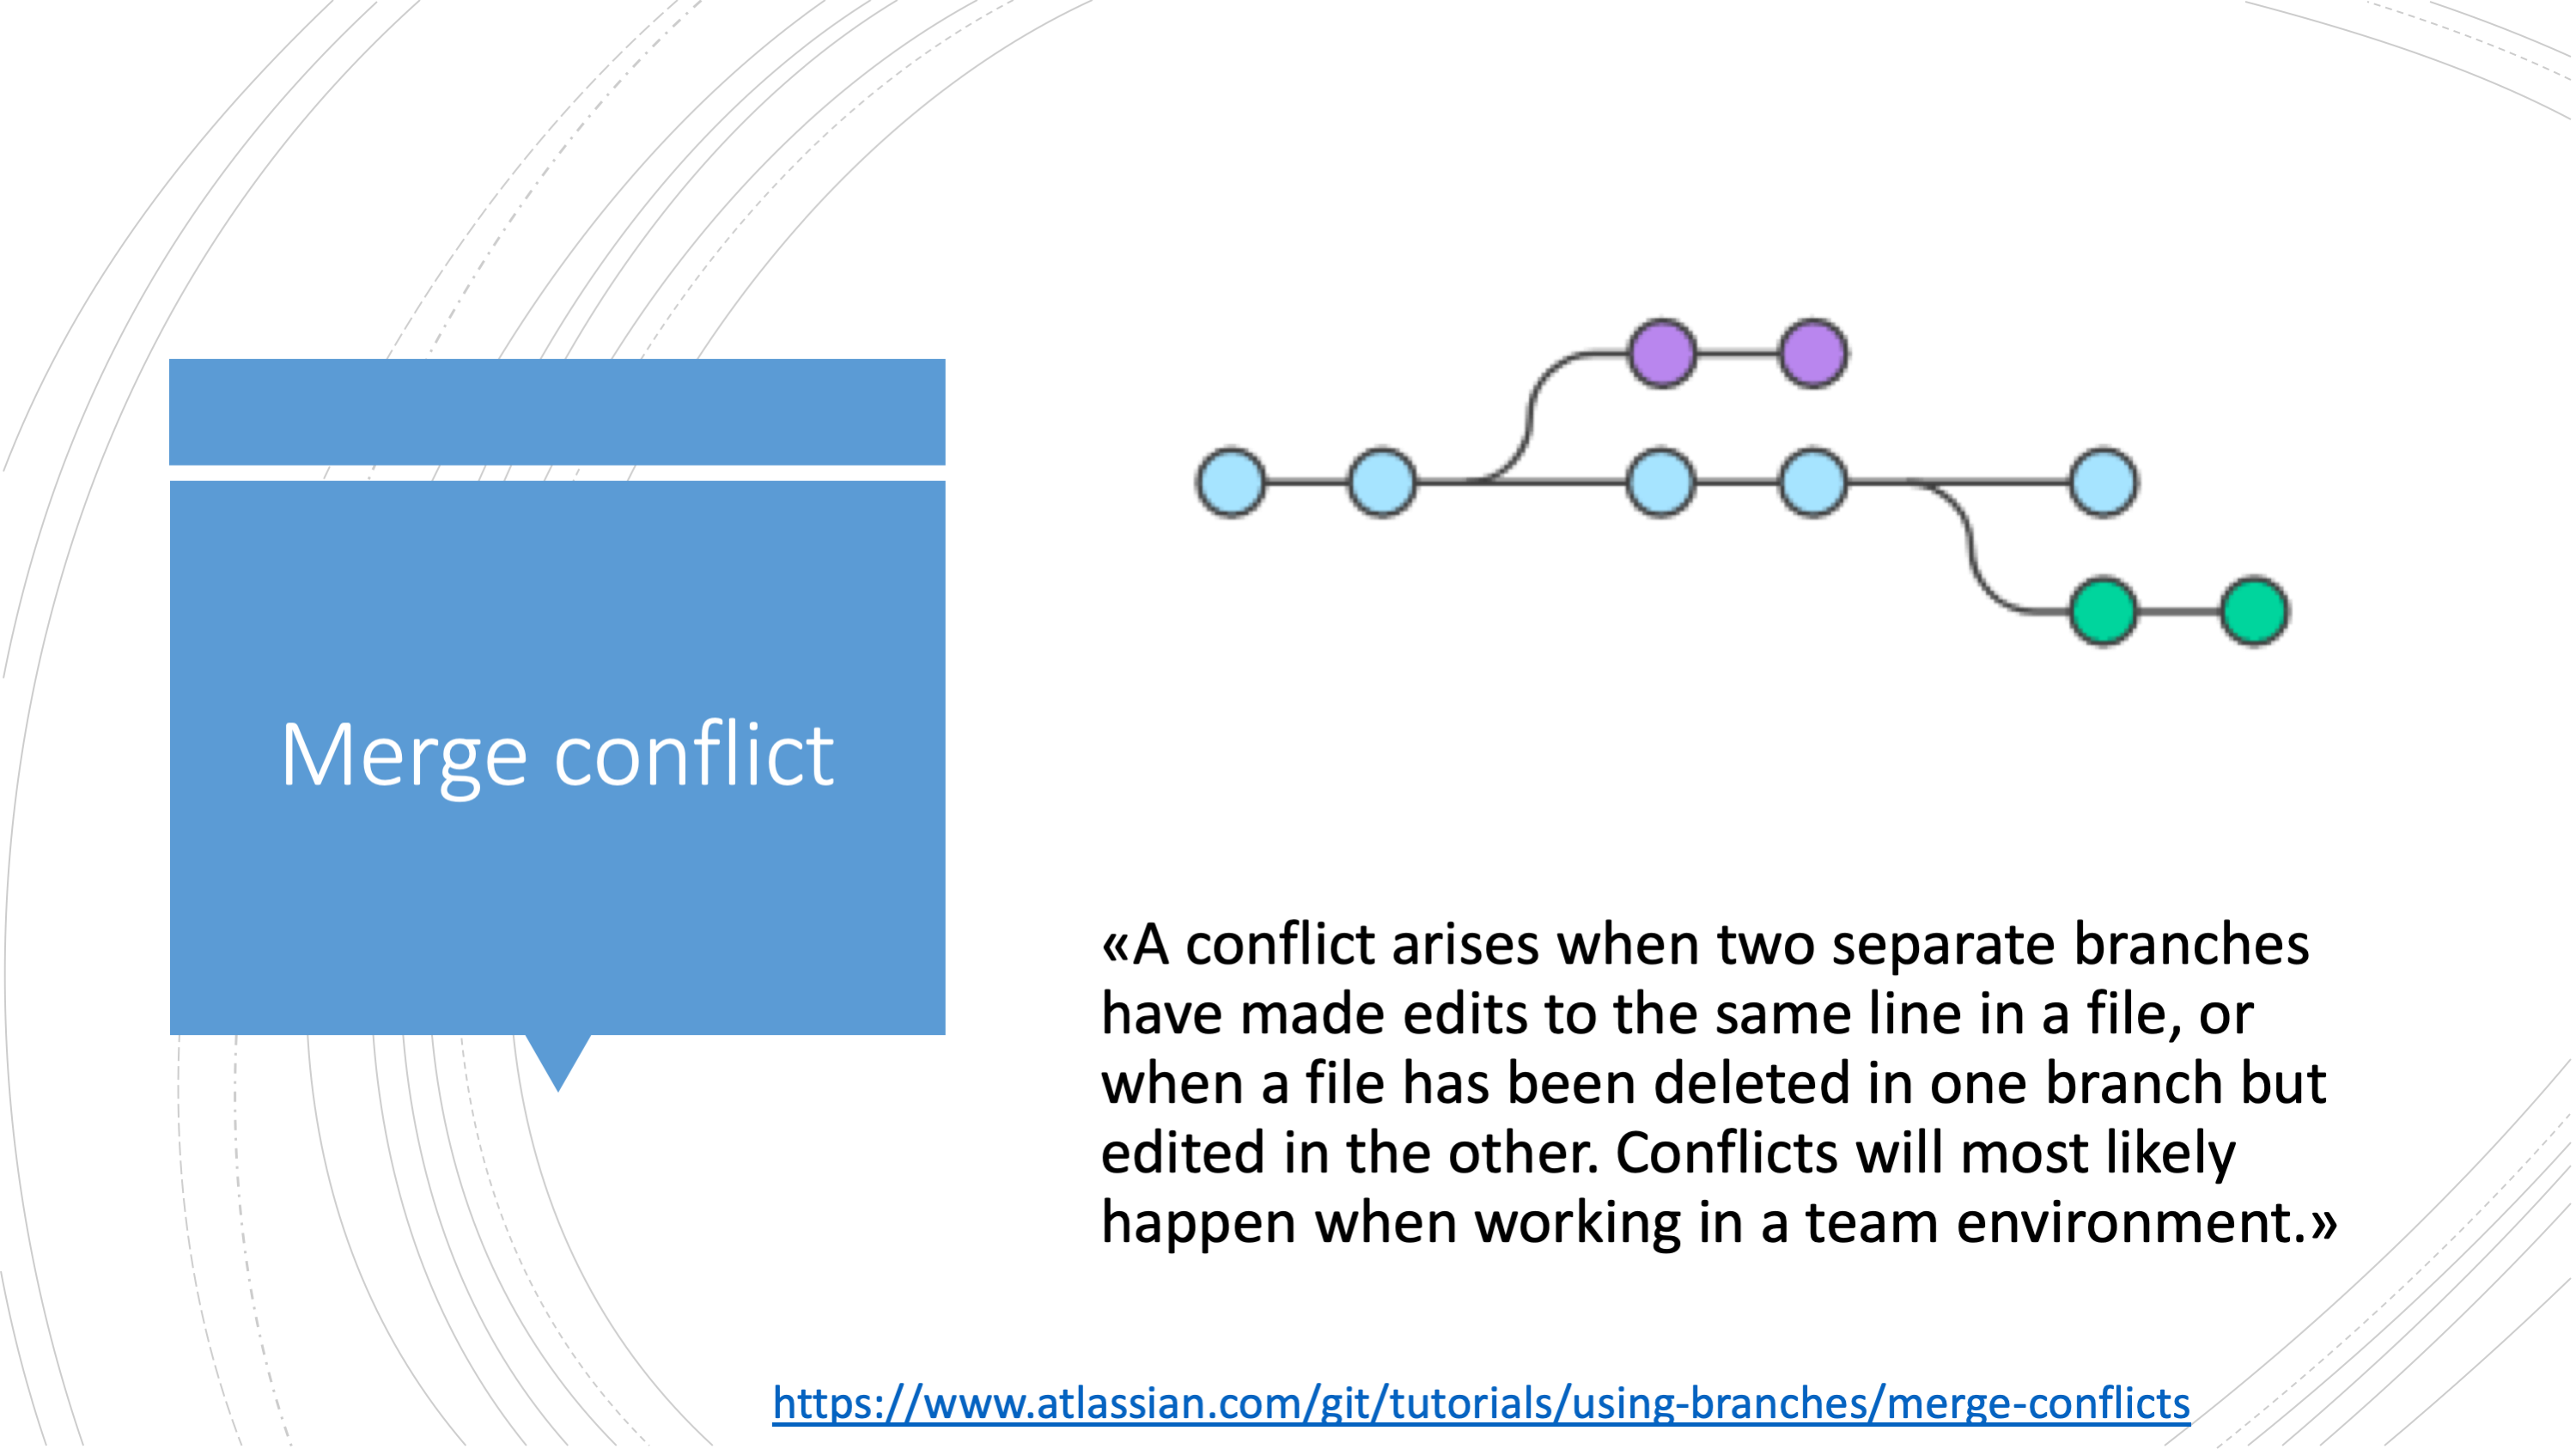 Merge conflict
«A conflict arises when two separate branches
have made edits to the same line in a file, or
when a file has been deleted in one branch but
edited in the other. Conflicts will most likely
happen when working in a team environment.»
https://www.atlassian.com/git/tutorials/using-branches/merge-conflicts